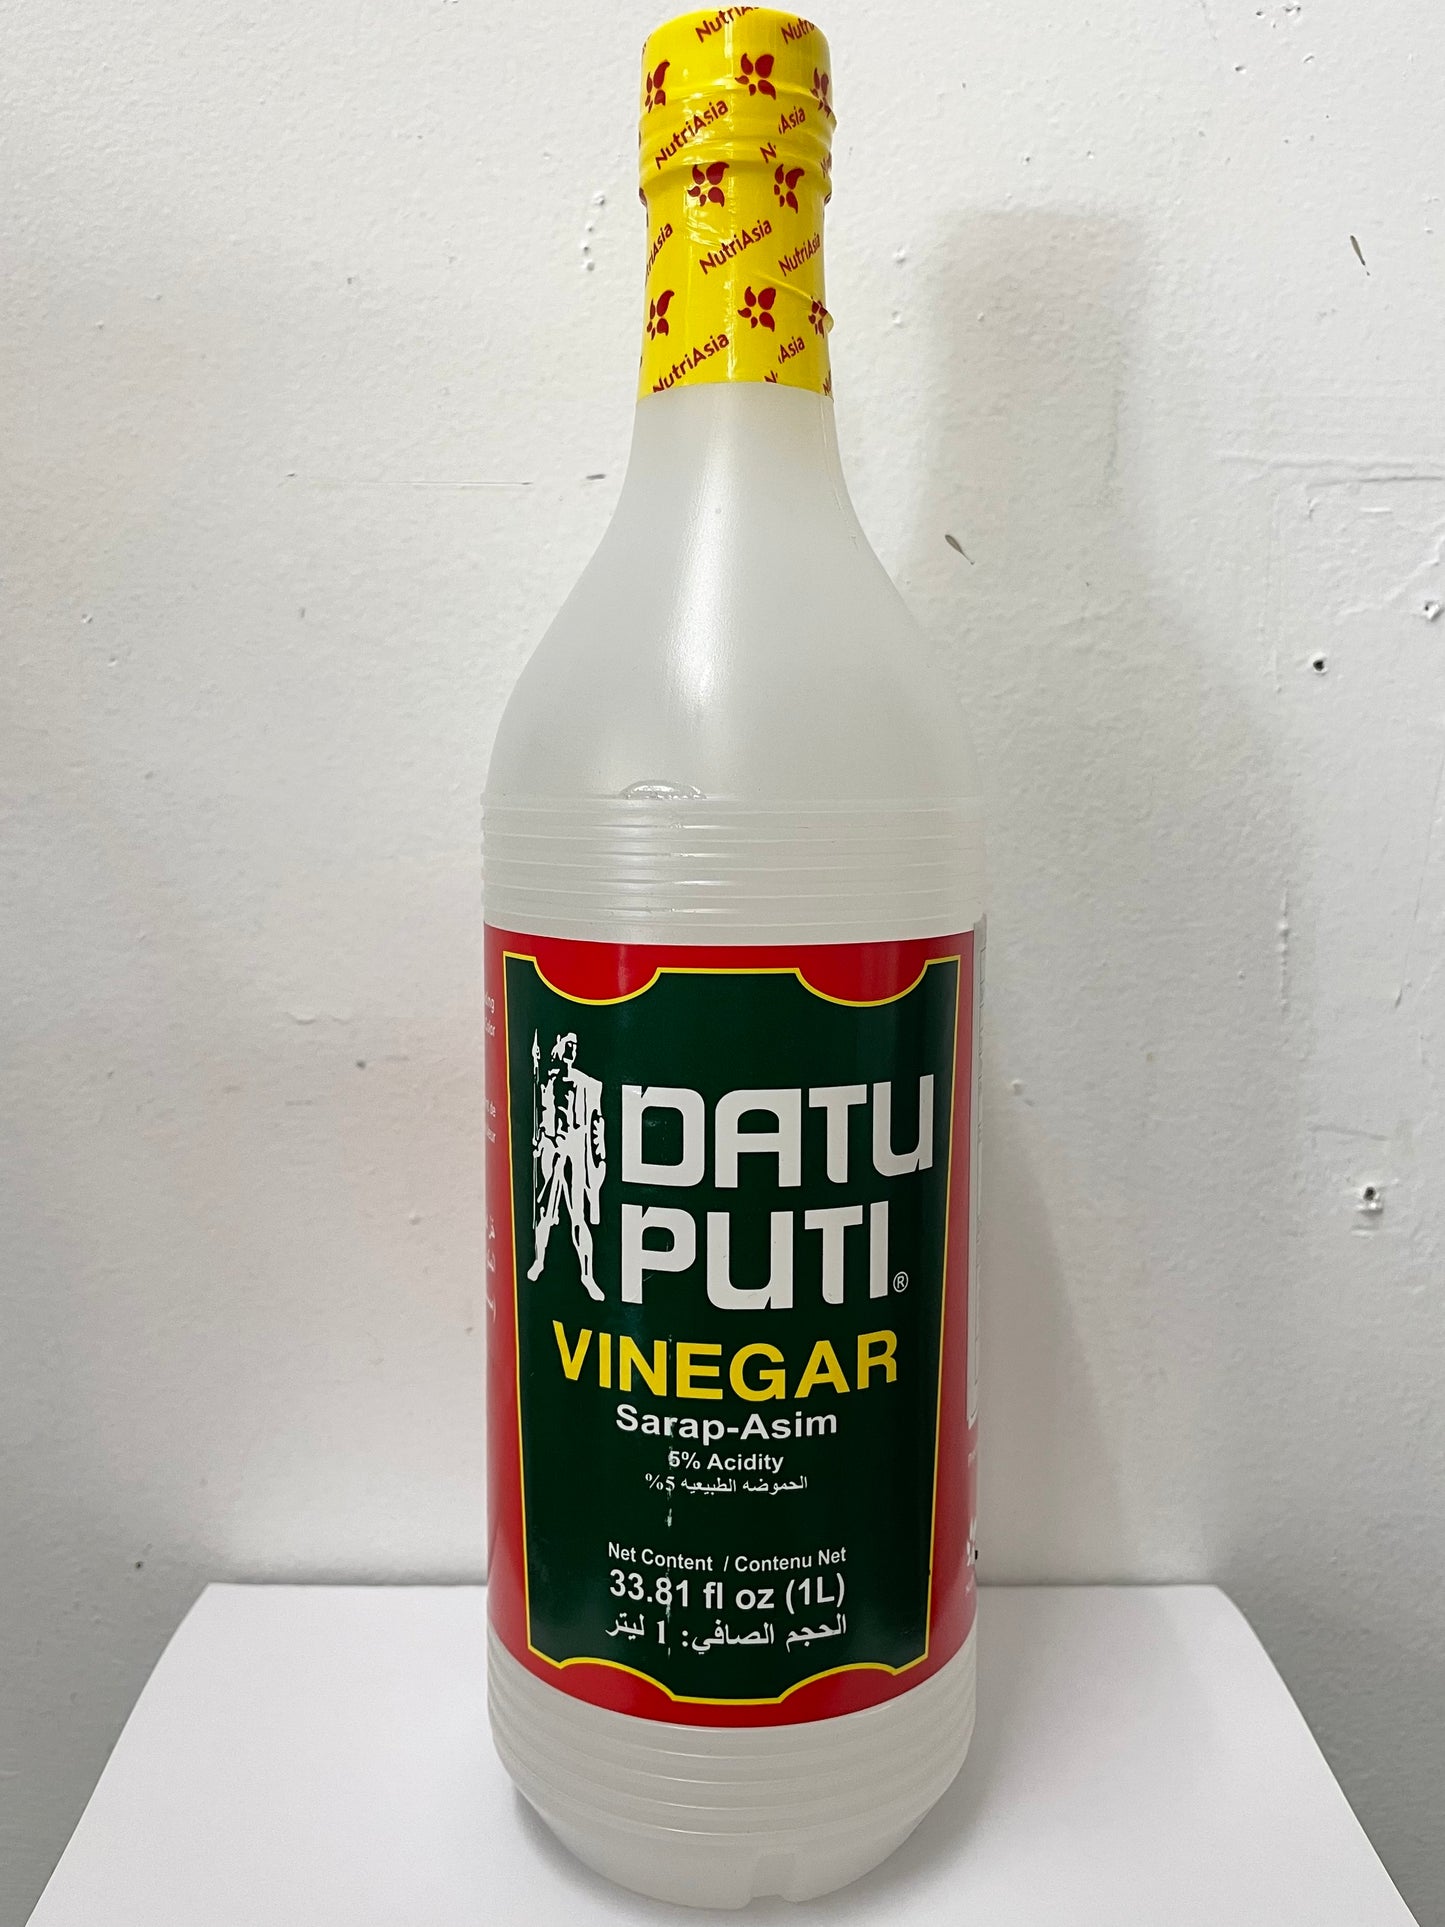 NutriAsia
NutriAsia
NutriAsia
NutriAsia
NutriAsia
DATU
PUTI®
VINEGAR
Sarap-Asim
5% Acidity
الحموضه الطبيعيه 5%
Net Content / Contenu Net
33.81 fl oz (1L)
الحجم الصافي: 1 ليتر